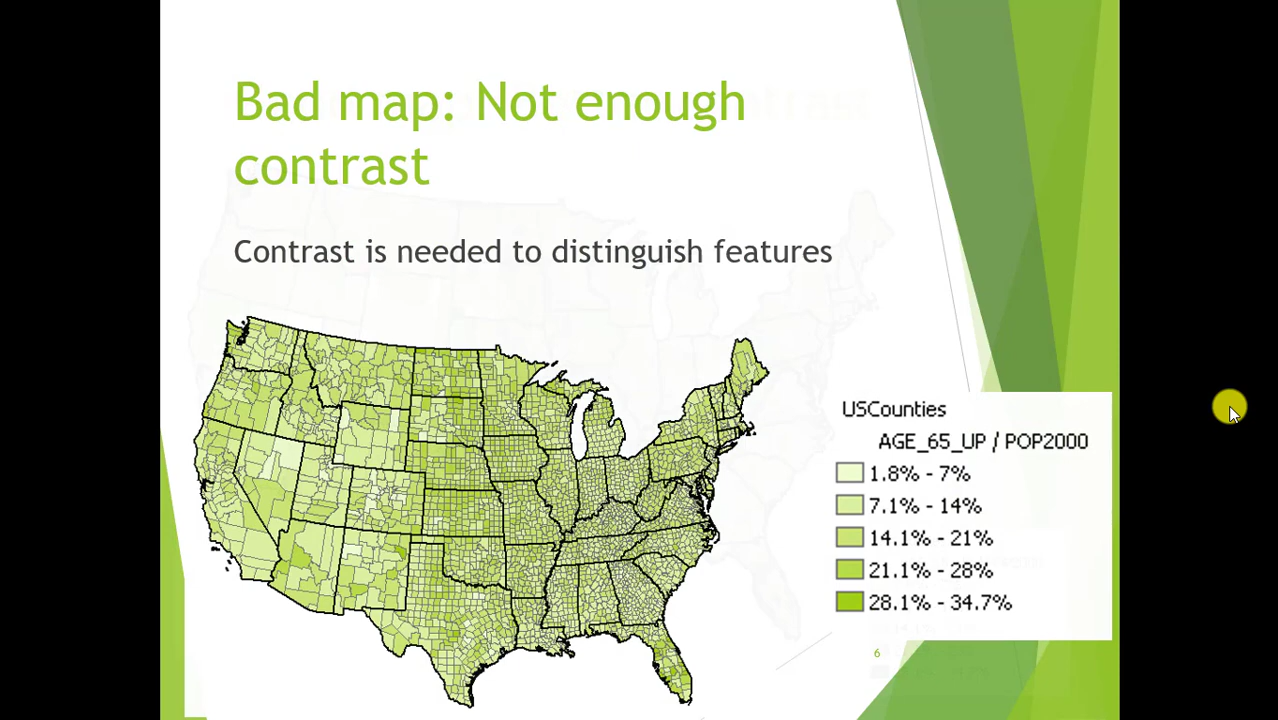 Bad map: Not enough
contrast
Contrast is needed to distinguish features
USCounties
AGE_65_UP / POP2000
1.8% - 7%
7.1% - 14%
14.1% - 21%
21.1% - 28%
28.1% - 34.7%
6